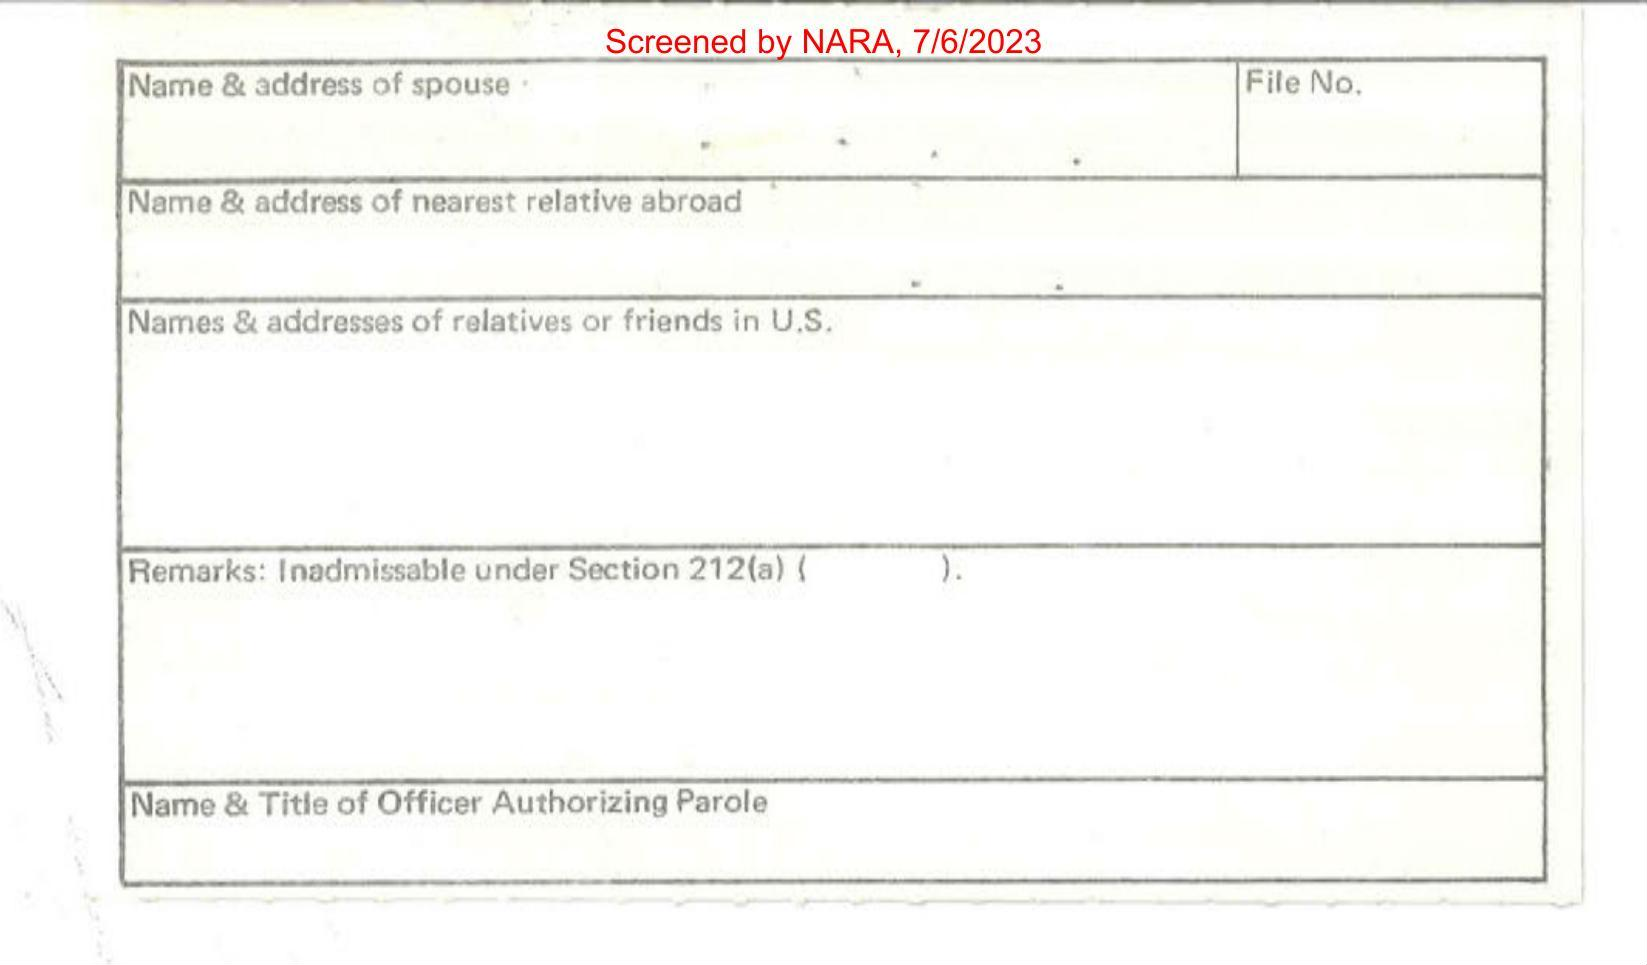 Screened by NARA, 7/6/2023
Name & address of spouse
File No.
Name & address of nearest relative abroad
Names & addresses of relatives or friends in U.S.
Remarks: Inadmissable under Section 212(a) ( ).
Name & Title of Officer Authorizing Parole